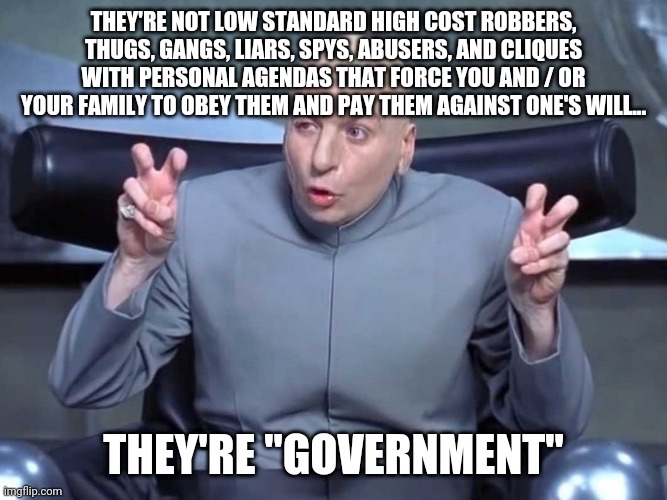 THEY'RE NOT LOW STANDARD HIGH COST ROBBERS,
THUGS, GANGS, LIARS, SPYS, ABUSERS, AND CLIQUES
WITH PERSONAL AGENDAS THAT FORCE YOU AND / OR
YOUR FAMILY TO OBEY THEM AND PAY THEM AGAINST ONE'S WILL...
THEY'RE "GOVERNMENT"
imgflip.com